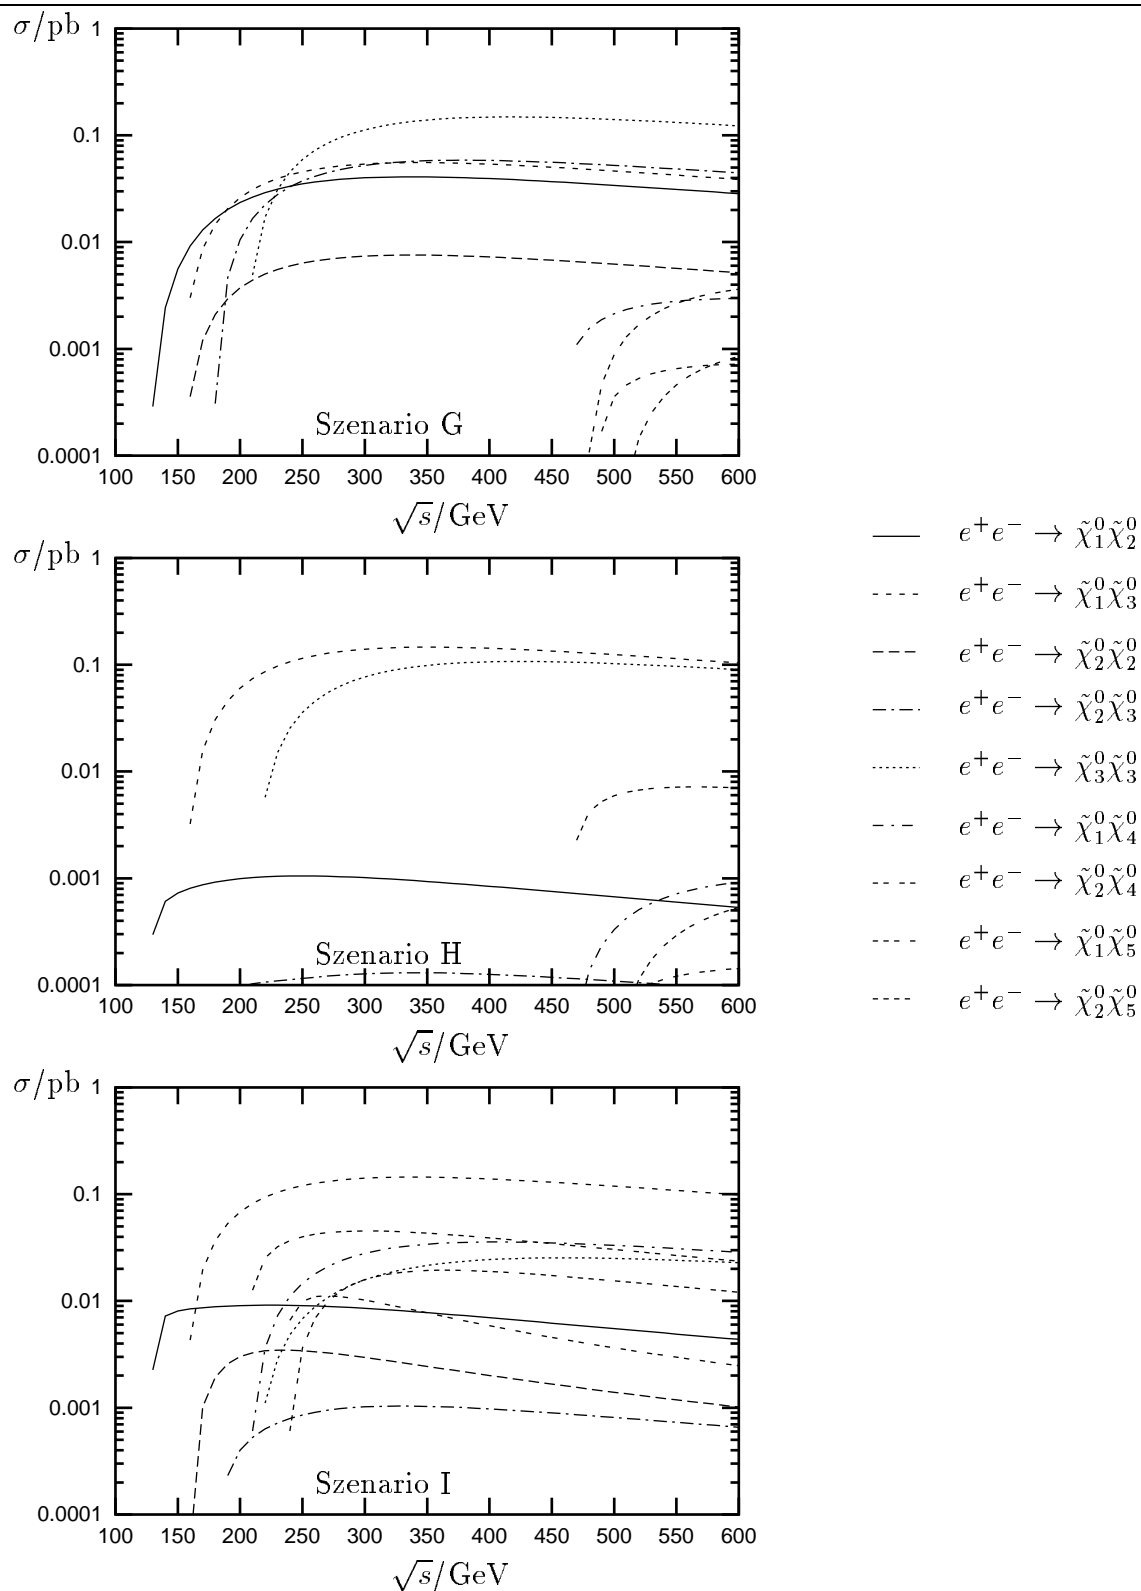 σ/pb 1
0.1
0.01
0.001
0.0001
100 150 200 250 300 350 400 450 500 550 600
Szenario G
√s/GeV
σ/pb 1
0.1
0.01
0.001
0.0001
100 150 200 250 300 350 400 450 500 550 600
Szenario H
√s/GeV
σ/pb 1
0.1
0.01
0.001
0.0001
100 150 200 250 300 350 400 450 500 550 600
Szenario I
√s/GeV
e⁺e⁻ → χ̃⁰₁χ̃⁰₂
e⁺e⁻ → χ̃⁰₁χ̃⁰₃
e⁺e⁻ → χ̃⁰₂χ̃⁰₂
e⁺e⁻ → χ̃⁰₂χ̃⁰₃
e⁺e⁻ → χ̃⁰₃χ̃⁰₃
e⁺e⁻ → χ̃⁰₁χ̃⁰₄
e⁺e⁻ → χ̃⁰₂χ̃⁰₄
e⁺e⁻ → χ̃⁰₁χ̃⁰₅
e⁺e⁻ → χ̃⁰₂χ̃⁰₅